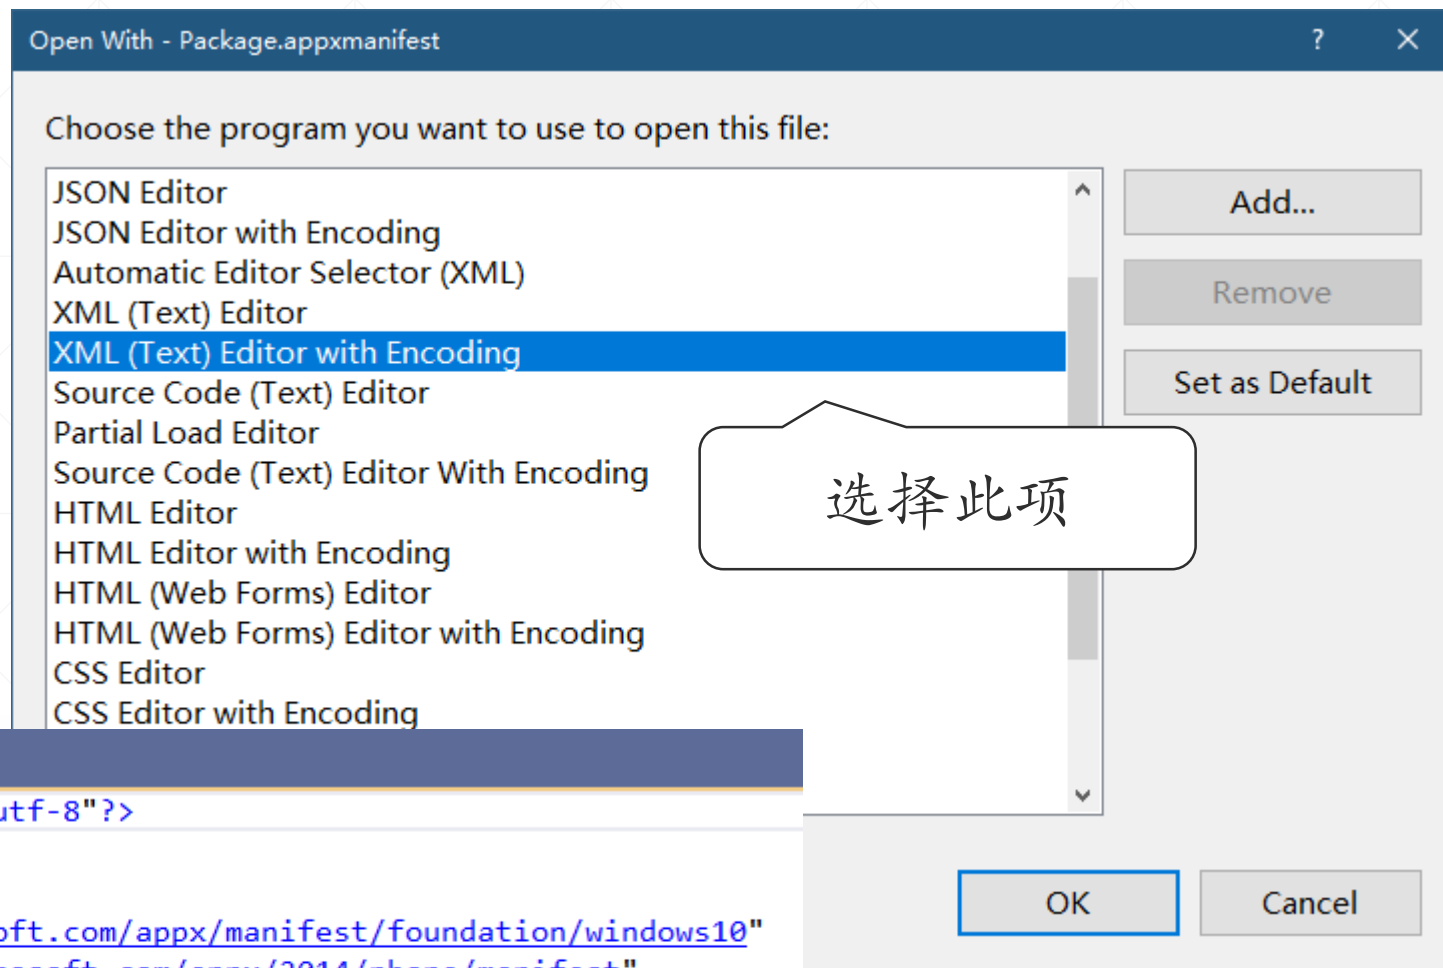 Open With - Package.appxmanifest
?
Choose the program you want to use to open this file:
JSON Editor
JSON Editor with Encoding
Automatic Editor Selector (XML)
XML (Text) Editor
XML (Text) Editor with Encoding
Source Code (Text) Editor
Partial Load Editor
Source Code (Text) Editor With Encoding
HTML Editor
HTML Editor with Encoding
HTML (Web Forms) Editor
HTML (Web Forms) Editor with Encoding
CSS Editor
CSS Editor with Encoding
Add...
Remove
Set as Default
选择此项
utf-8"?>
oft.com/appx/manifest/foundation/windows10"
OK
Cancel